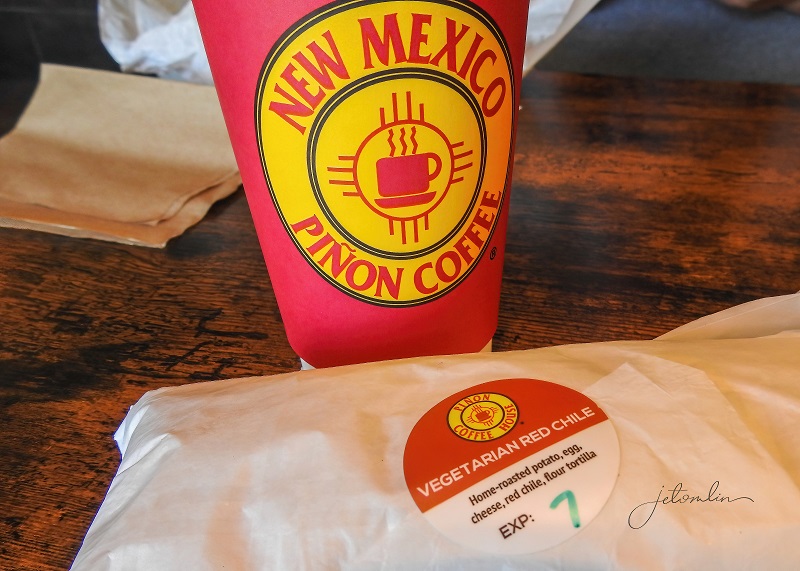 NEW MEXICO
PIÑON COFFEE
®
PIÑON
COFFEE HOUSE
VEGETARIAN RED CHILE
Home-roasted potato, egg,
cheese, red chile, flour tortilla
EXP: 7
jetomlin